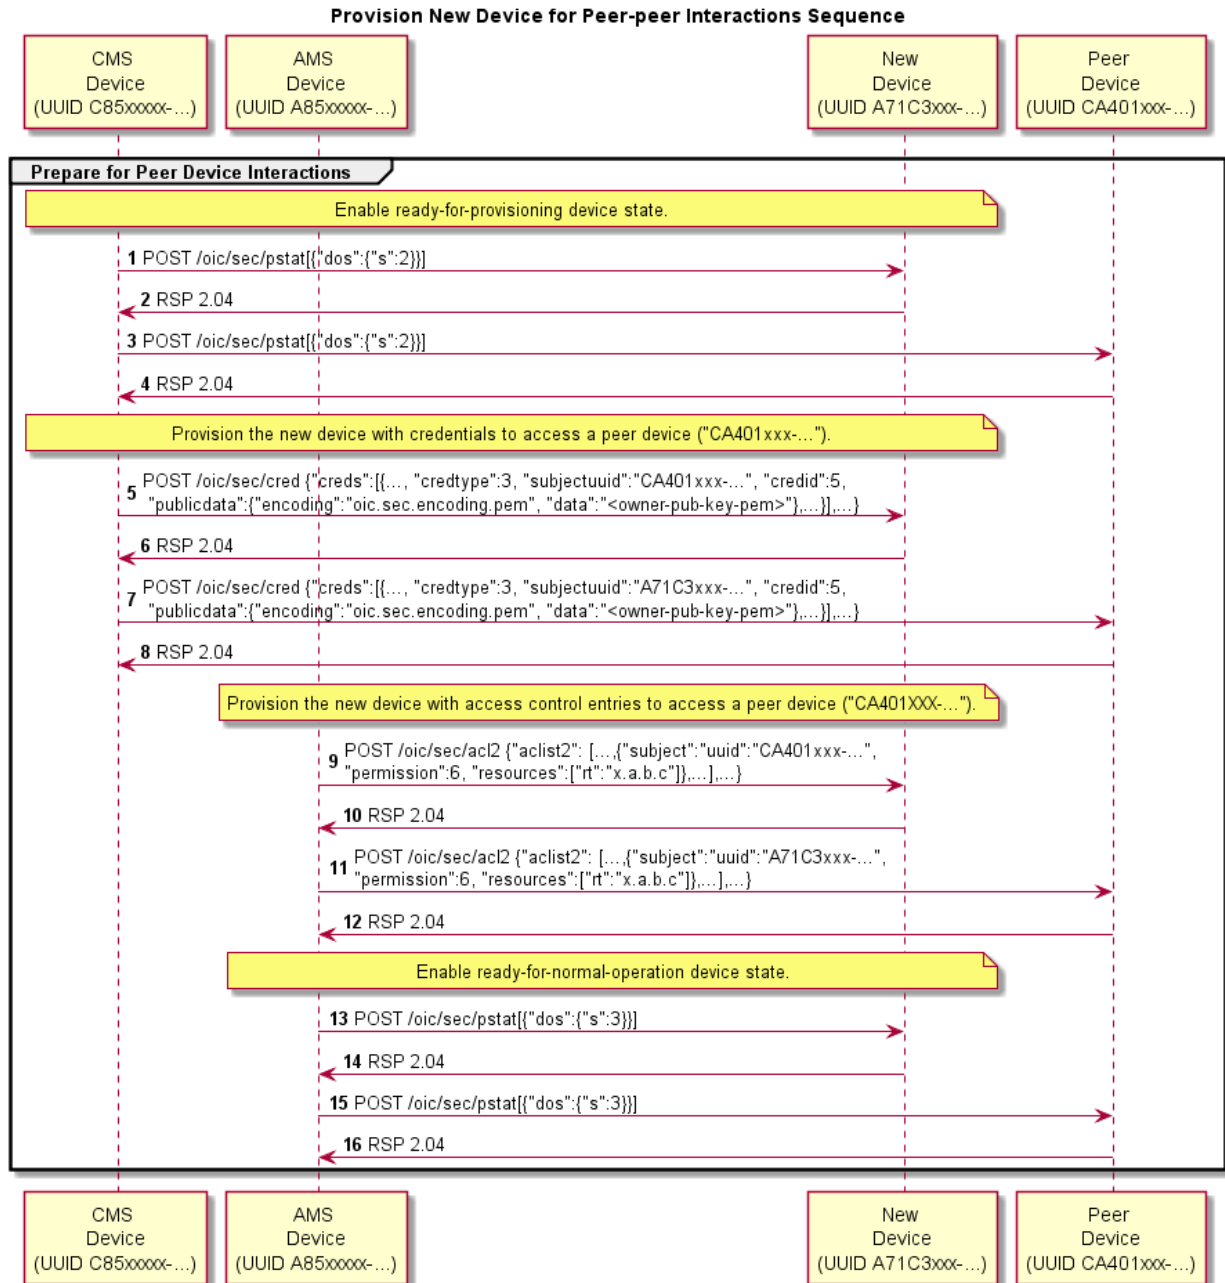 Provision New Device for Peer-peer Interactions Sequence
CMS
Device
(UUID C85xxxxx-...)
AMS
Device
(UUID A85xxxxx-...)
New
Device
(UUID A71C3xxx-...)
Peer
Device
(UUID CA401xxx-...)
Prepare for Peer Device Interactions
Enable ready-for-provisioning device state.
1 POST /oic/sec/pstat[{"dos":{"s":2}}]
2 RSP 2.04
3 POST /oic/sec/pstat[{"dos":{"s":2}}]
4 RSP 2.04
Provision the new device with credentials to access a peer device ("CA401xxx-...").
5 POST /oic/sec/cred {"creds":[{..., "credtype":3, "subjectuuid":"CA401xxx-...", "credid":5,
"publicdata":{"encoding":"oic.sec.encoding.pem", "data":"<owner-pub-key-pem>"},...}],...}
6 RSP 2.04
7 POST /oic/sec/cred {"creds":[{..., "credtype":3, "subjectuuid":"A71C3xxx-...", "credid":5,
"publicdata":{"encoding":"oic.sec.encoding.pem", "data":"<owner-pub-key-pem>"},...}],...}
8 RSP 2.04
Provision the new device with access control entries to access a peer device ("CA401XXX-...").
9 POST /oic/sec/acl2 {"aclist2": [...,{"subject":"uuid":"CA401xxx-...",
"permission":6, "resources":["rt":"x.a.b.c"]},...],...}
10 RSP 2.04
11 POST /oic/sec/acl2 {"aclist2": [...,{"subject":"uuid":"A71C3xxx-...",
"permission":6, "resources":["rt":"x.a.b.c"]},...],...}
12 RSP 2.04
Enable ready-for-normal-operation device state.
13 POST /oic/sec/pstat[{"dos":{"s":3}}]
14 RSP 2.04
15 POST /oic/sec/pstat[{"dos":{"s":3}}]
16 RSP 2.04
CMS
Device
(UUID C85xxxxx-...)
AMS
Device
(UUID A85xxxxx-...)
New
Device
(UUID A71C3xxx-...)
Peer
Device
(UUID CA401xxx-...)